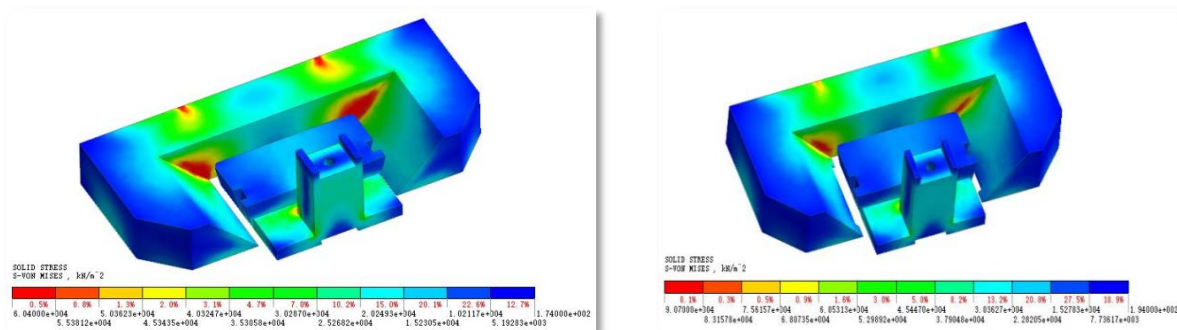 SOLID STRESS
S-VON MISES , kN/m^2
0.5% 0.8% 1.3% 2.0% 3.1% 4.7% 7.0% 10.2% 15.0% 20.1% 22.6% 12.7%
6.04000e+004 5.03623e+004 4.03247e+004 3.02870e+004 2.02493e+004 1.02117e+004 1.74000e+002
5.53812e+004 4.53435e+004 3.53058e+004 2.52682e+004 1.52305e+004 5.19283e+003
SOLID STRESS
S-VON MISES , kN/m^2
0.1% 0.3% 0.5% 0.9% 1.6% 3.0% 5.0% 8.2% 13.2% 20.8% 27.5% 18.9%
9.07000e+004 7.56157e+004 6.05313e+004 4.54470e+004 3.03627e+004 1.52783e+004 1.94000e+002
8.31578e+004 6.80735e+004 5.29892e+004 3.79048e+004 2.28205e+004 7.73617e+003